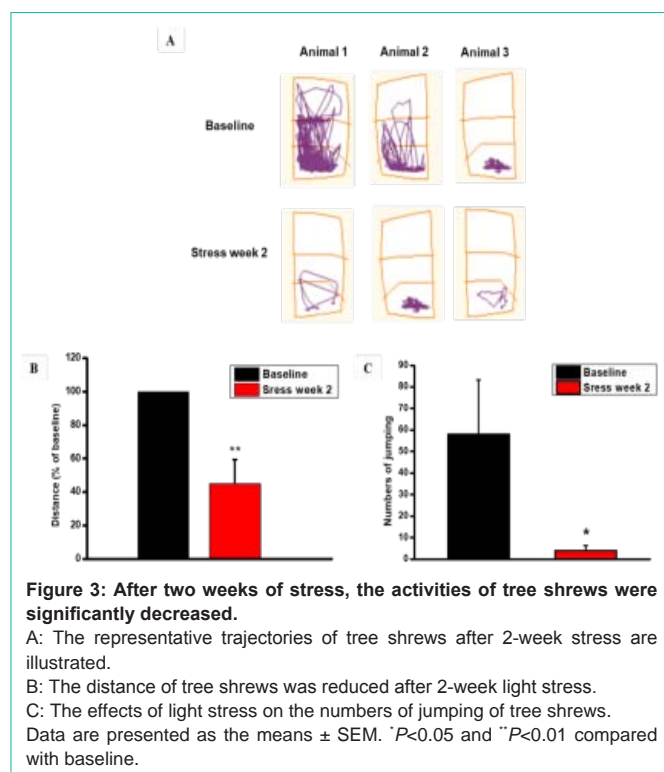 A
Animal 1 Animal 2 Animal 3
Baseline
Stress week 2
B
120
100
80
60
40
20
0
Distance (% of baseline)
Baseline
Sress week 2
**
C
90
80
70
60
50
40
30
20
10
0
Numbers of jumping
Baseline
Sress week 2
*
Figure 3: After two weeks of stress, the activities of tree shrews were
significantly decreased.
A: The representative trajectories of tree shrews after 2-week stress are
illustrated.
B: The distance of tree shrews was reduced after 2-week light stress.
C: The effects of light stress on the numbers of jumping of tree shrews.
Data are presented as the means ± SEM. *P<0.05 and **P<0.01 compared
with baseline.